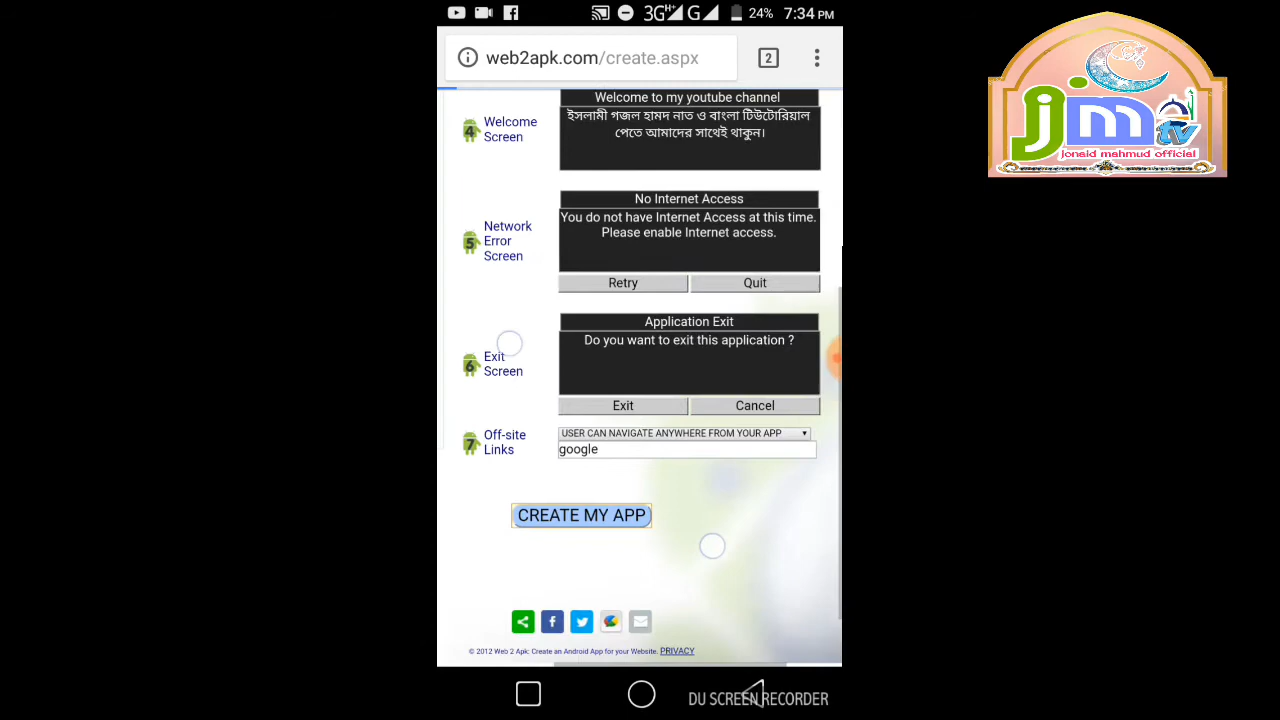 3G H+ G 24% 7:34 PM
web2apk.com/create.aspx 2
Welcome to my youtube channel
4 Welcome Screen
ইসলামী গজল হামদ নাত ও বাংলা টিউটোরিয়াল
পেতে আমাদের সাথেই থাকুন।
No Internet Access
5 Network Error Screen
You do not have Internet Access at this time.
Please enable Internet access.
Retry Quit
Application Exit
Do you want to exit this application ?
6 Exit Screen
Exit Cancel
7 Off-site Links
USER CAN NAVIGATE ANYWHERE FROM YOUR APP
google
CREATE MY APP
© 2012 Web 2 Apk: Create an Android App for your Website. PRIVACY
DU SCREEN RECORDER
jm tv
jonaid mahmud official